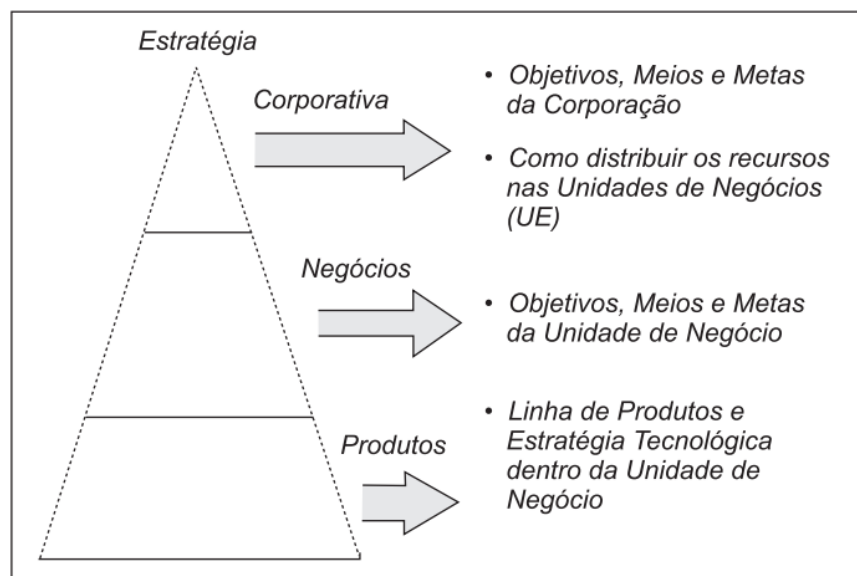 Estratégia
Corporativa
• Objetivos, Meios e Metas
da Corporação
• Como distribuir os recursos
nas Unidades de Negócios
(UE)
Negócios
• Objetivos, Meios e Metas
da Unidade de Negócio
Produtos
• Linha de Produtos e
Estratégia Tecnológica
dentro da Unidade de
Negócio